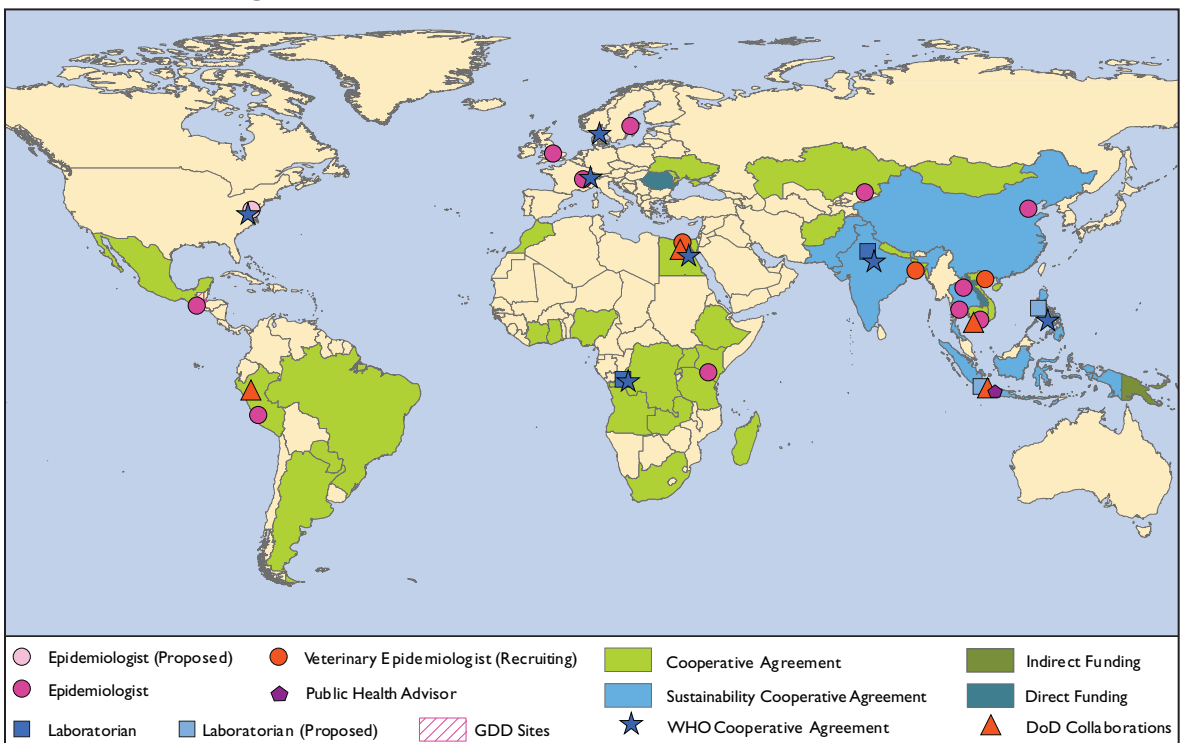 Epidemiologist (Proposed)
Veterinary Epidemiologist (Recruiting)
Cooperative Agreement
Indirect Funding
Epidemiologist
Public Health Advisor
Sustainability Cooperative Agreement
Direct Funding
Laboratorian
Laboratorian (Proposed)
GDD Sites
WHO Cooperative Agreement
DoD Collaborations